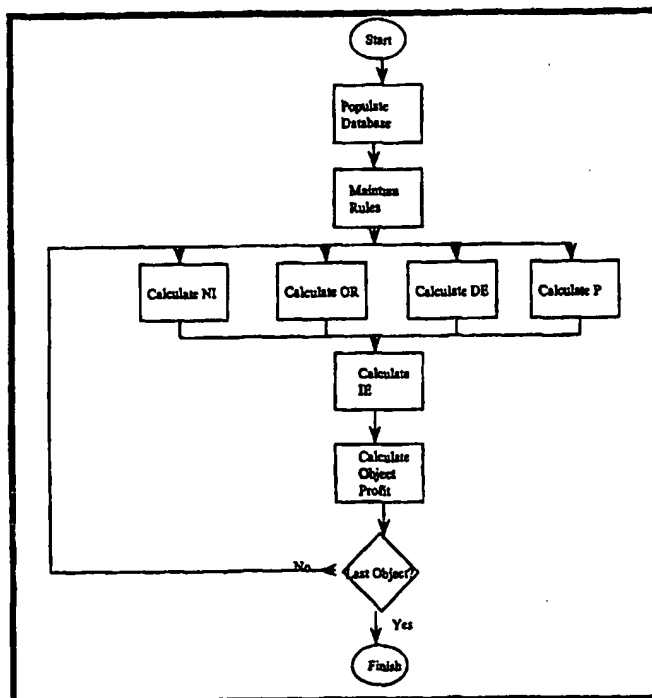 Start
Populate
Database
Maintain
Rules
Calculate NI
Calculate OR
Calculate DE
Calculate P
Calculate
IE
Calculate
Object
Profit
No
Last Object?
Yes
Finish